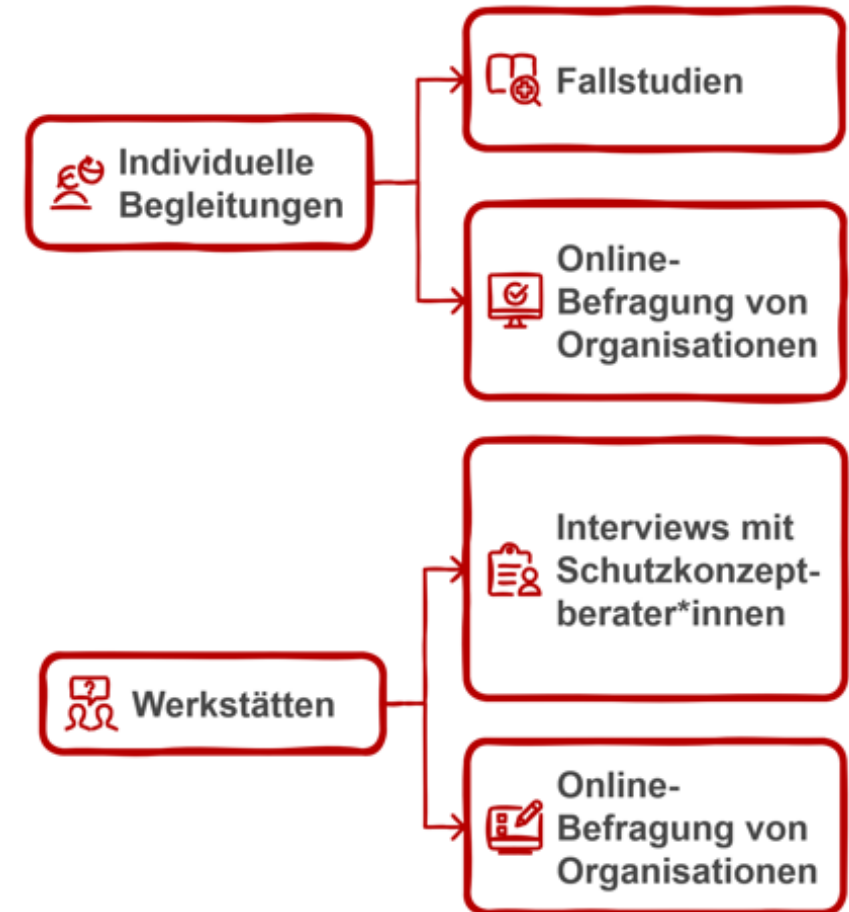 Fallstudien
Individuelle
Begleitungen
Online-
Befragung von
Organisationen
Interviews mit
Schutzkonzept-
berater*innen
?
Werkstätten
Online-
Befragung von
Organisationen